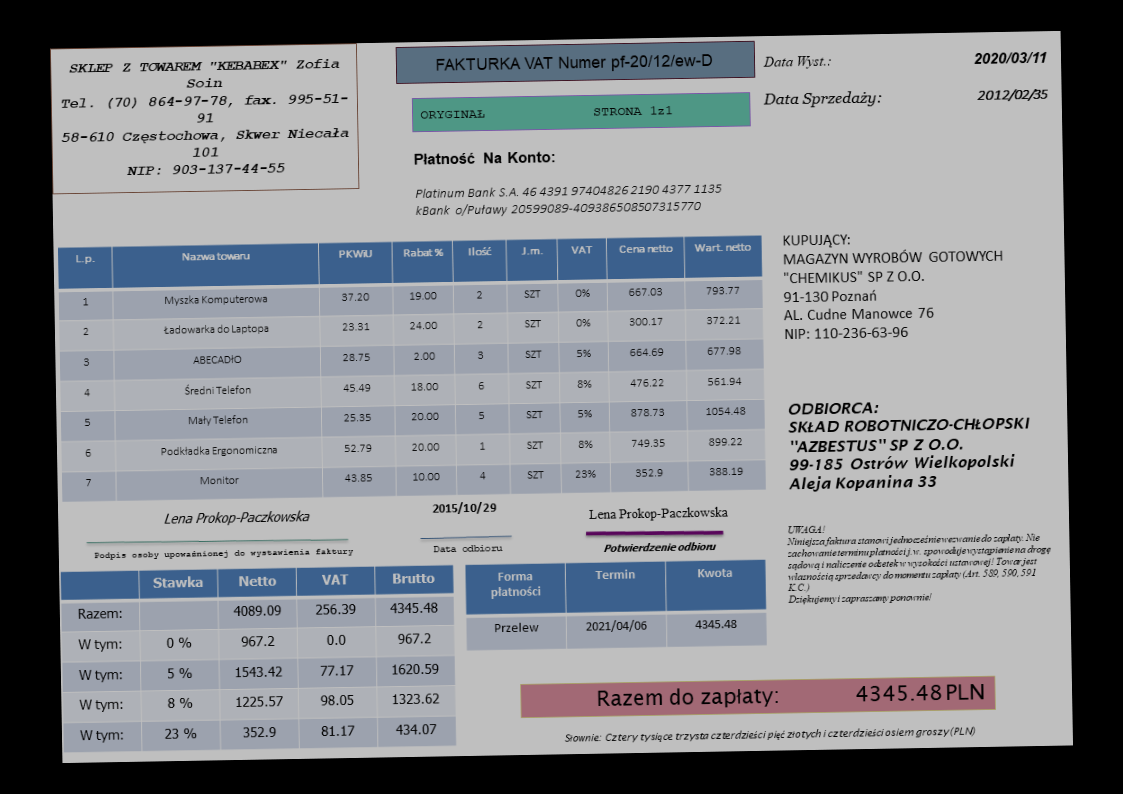 SKLEP Z TOWAREM "KEBABEX" Zofia
Soin
Tel. (70) 864-97-78, fax. 995-51-
91
58-610 Częstochowa, Skwer Niecała
101
NIP: 903-137-44-55
FAKTURKA VAT Numer pf-20/12/ew-D
ORYGINAŁ STRONA 1z1
Data Wyst.: 2020/03/11
Data Sprzedaży: 2012/02/35
Płatność Na Konto:
Platinum Bank S.A. 46 4391 97404826 2190 4377 1135
kBank o/Puławy 20599089-409386508507315770
L.p. Nazwa towaru PKWiU Rabat % Ilość J.m. VAT Cena netto Wart. netto
1 Myszka Komputerowa 37.20 19.00 2 SZT 0% 667.03 793.77
2 Ładowarka do Laptopa 23.31 24.00 2 SZT 0% 300.17 372.21
3 ABECADŁO 28.75 2.00 3 SZT 5% 664.69 677.98
4 Średni Telefon 45.49 18.00 6 SZT 8% 476.22 561.94
5 Mały Telefon 25.35 20.00 5 SZT 5% 878.73 1054.48
6 Podkładka Ergonomiczna 52.79 20.00 1 SZT 8% 749.35 899.22
7 Monitor 43.85 10.00 4 SZT 23% 352.9 388.19
KUPUJĄCY:
MAGAZYN WYROBÓW GOTOWYCH
"CHEMIKUS" SP Z O.O.
91-130 Poznań
AL. Cudne Manowce 76
NIP: 110-236-63-96
ODBIORCA:
SKŁAD ROBOTNICZO-CHŁOPSKI
"AZBESTUS" SP Z O.O.
99-185 Ostrów Wielkopolski
Aleja Kopanina 33
Lena Prokop-Paczkowska
Podpis osoby upoważnionej do wystawienia faktury
2015/10/29
Data odbioru
Lena Prokop-Paczkowska
Potwierdzenie odbioru
UWAGA!
Niniejsza faktura stanowi jednocześnie wezwanie do zapłaty. Nie
zachowanie terminu płatności j.w. spowoduje wystąpienie na drogę
sądową i naliczenie odsetek w wysokości ustawowej! Towar jest
własnością sprzedawcy do momentu zapłaty (Art. 589, 590, 591
K.C.)
Dziękujemy i zapraszamy ponownie!
Stawka Netto VAT Brutto
Razem: 4089.09 256.39 4345.48
W tym: 0 % 967.2 0.0 967.2
W tym: 5 % 1543.42 77.17 1620.59
W tym: 8 % 1225.57 98.05 1323.62
W tym: 23 % 352.9 81.17 434.07
Forma
płatności
Termin Kwota
Przelew 2021/04/06 4345.48
Razem do zapłaty: 4345.48 PLN
Słownie: Cztery tysiące trzysta czterdzieści pięć złotych i czterdzieści osiem groszy (PLN)